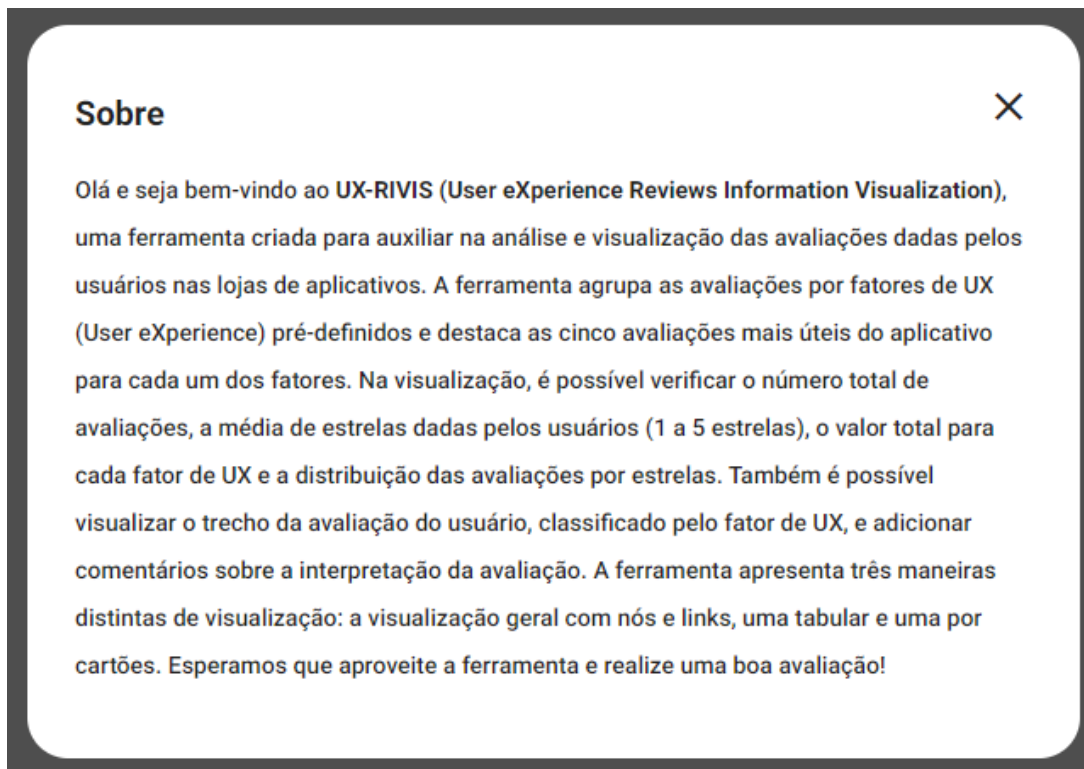 Sobre
Olá e seja bem-vindo ao UX-RIVIS (User eXperience Reviews Information Visualization),
uma ferramenta criada para auxiliar na análise e visualização das avaliações dadas pelos
usuários nas lojas de aplicativos. A ferramenta agrupa as avaliações por fatores de UX
(User eXperience) pré-definidos e destaca as cinco avaliações mais úteis do aplicativo
para cada um dos fatores. Na visualização, é possível verificar o número total de
avaliações, a média de estrelas dadas pelos usuários (1 a 5 estrelas), o valor total para
cada fator de UX e a distribuição das avaliações por estrelas. Também é possível
visualizar o trecho da avaliação do usuário, classificado pelo fator de UX, e adicionar
comentários sobre a interpretação da avaliação. A ferramenta apresenta três maneiras
distintas de visualização: a visualização geral com nós e links, uma tabular e uma por
cartões. Esperamos que aproveite a ferramenta e realize uma boa avaliação!